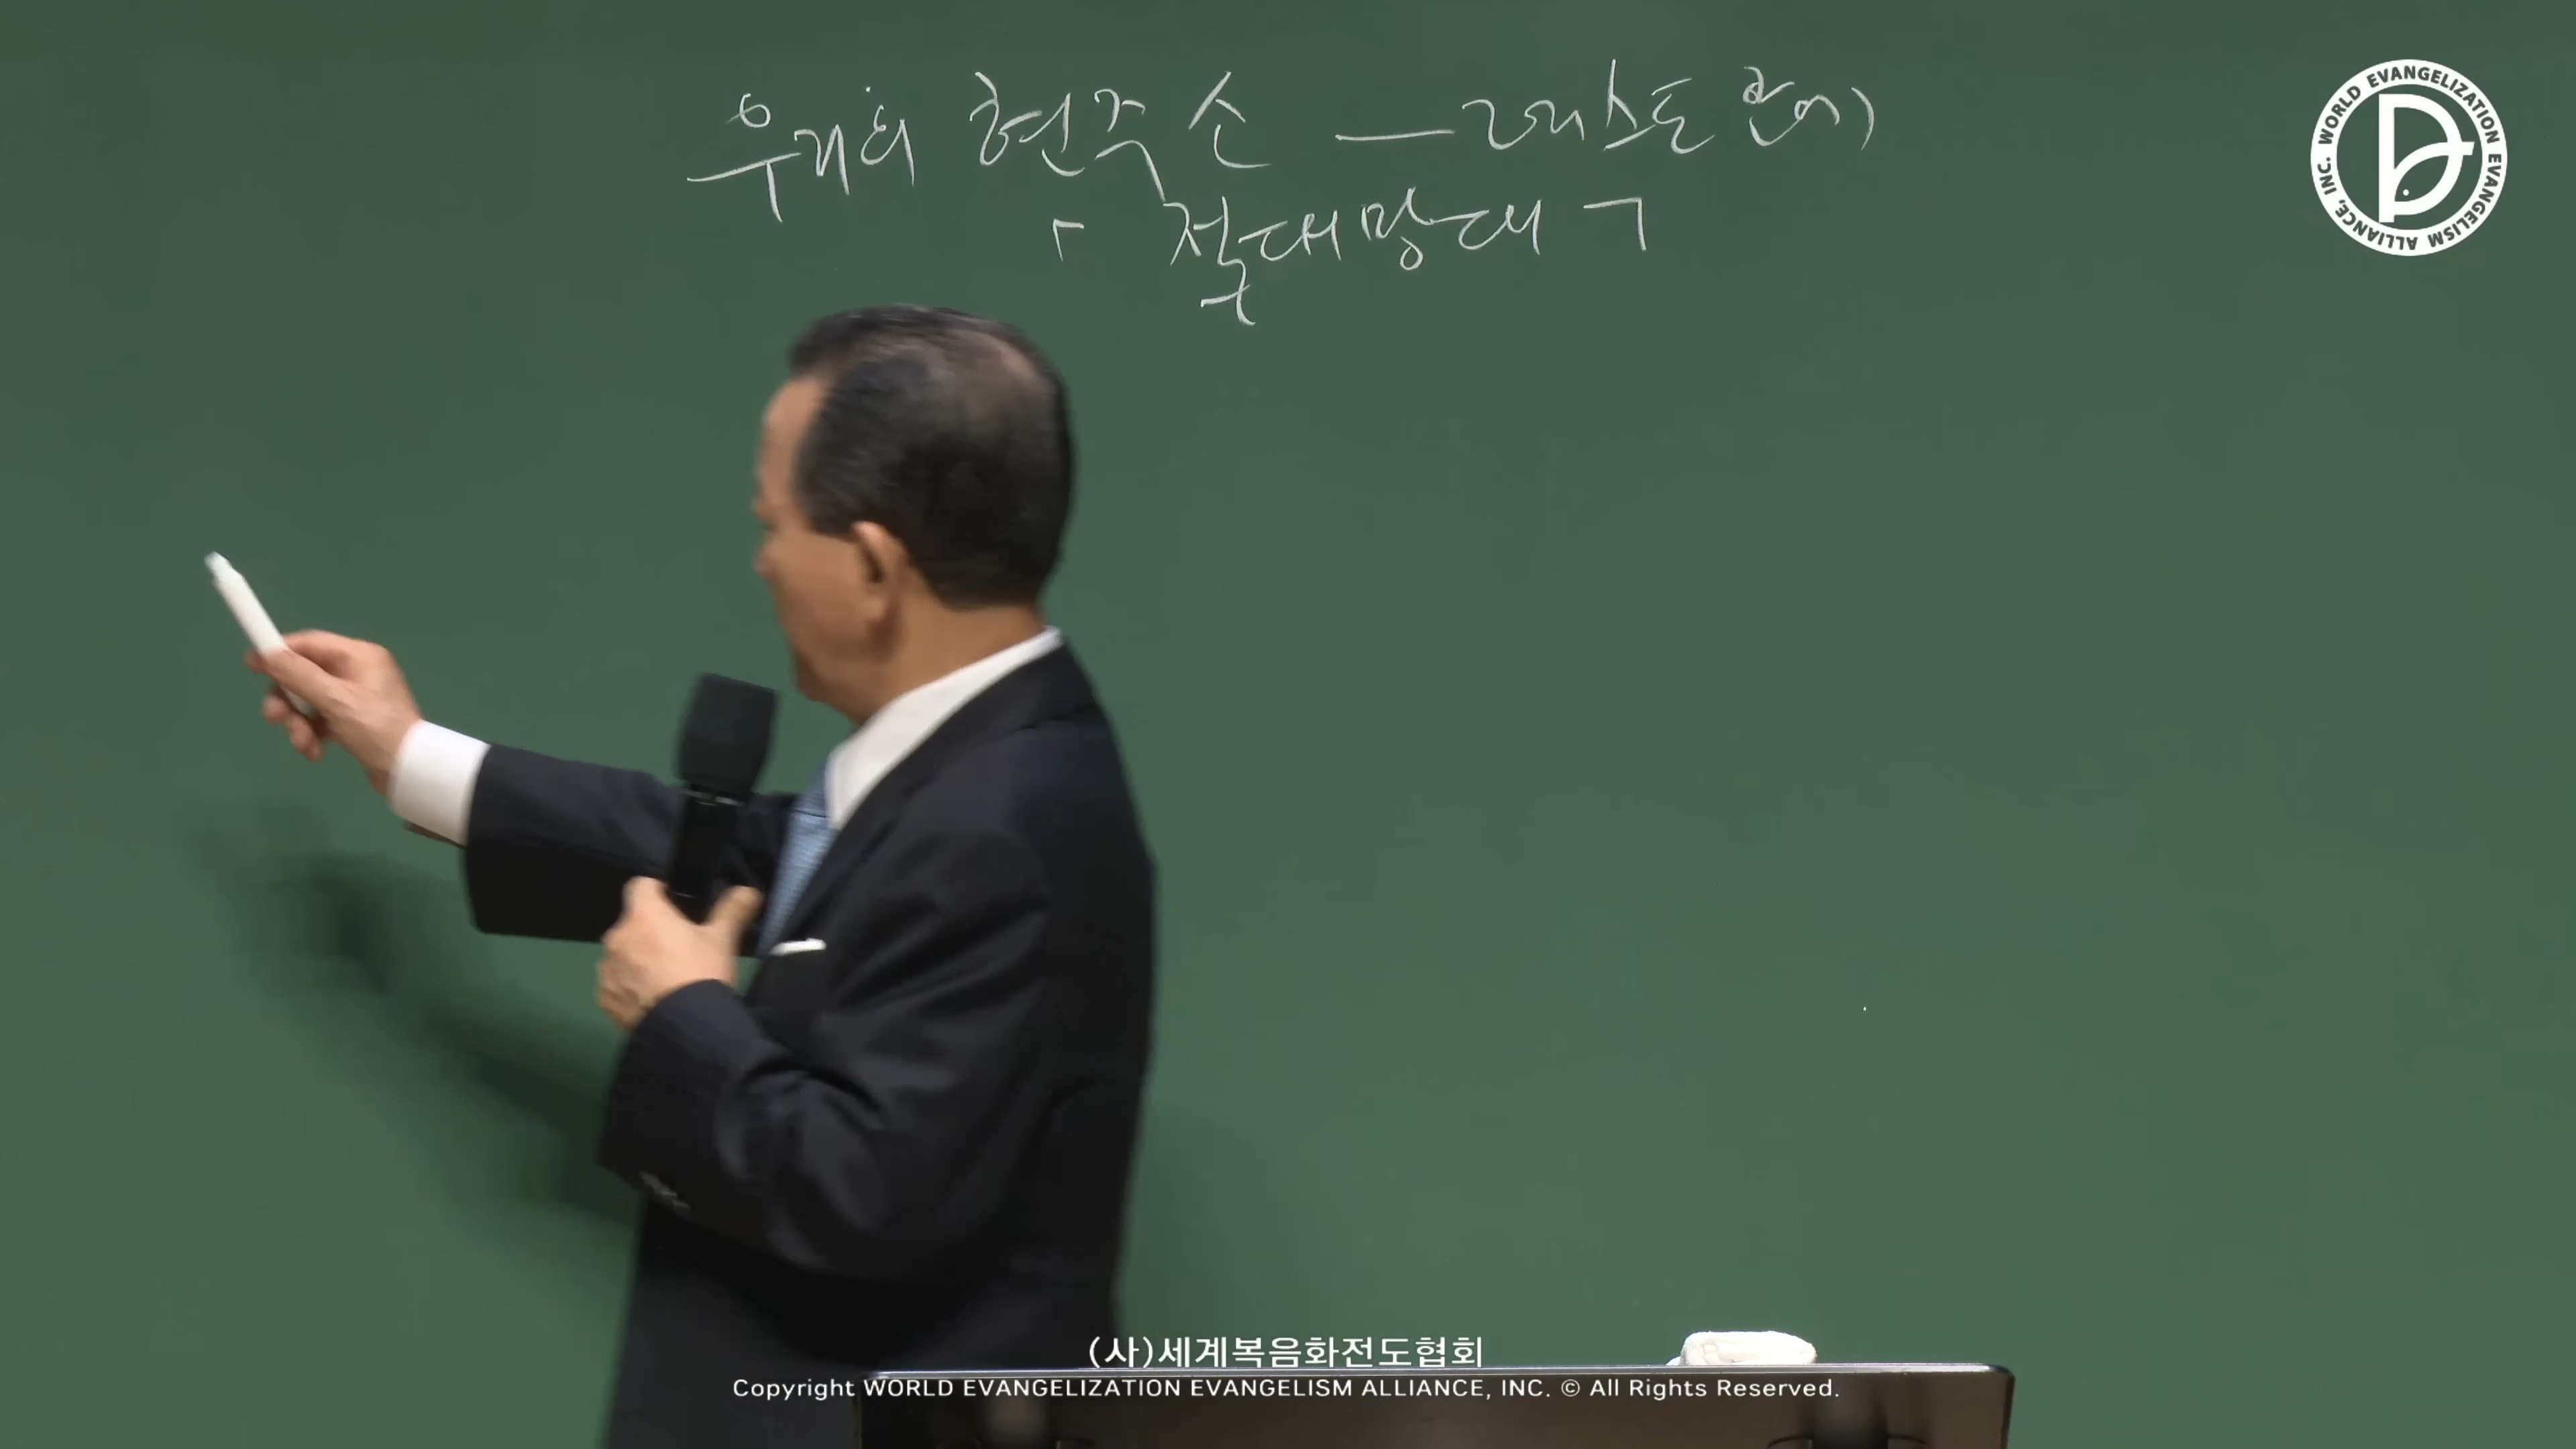 우리의 현주소 — 그리스도 안에
「 절대망대 ㄱ
WORLD EVANGELIZATION EVANGELISM ALLIANCE, INC.
(사)세계복음화전도협회
Copyright WORLD EVANGELIZATION EVANGELISM ALLIANCE, INC. © All Rights Reserved.